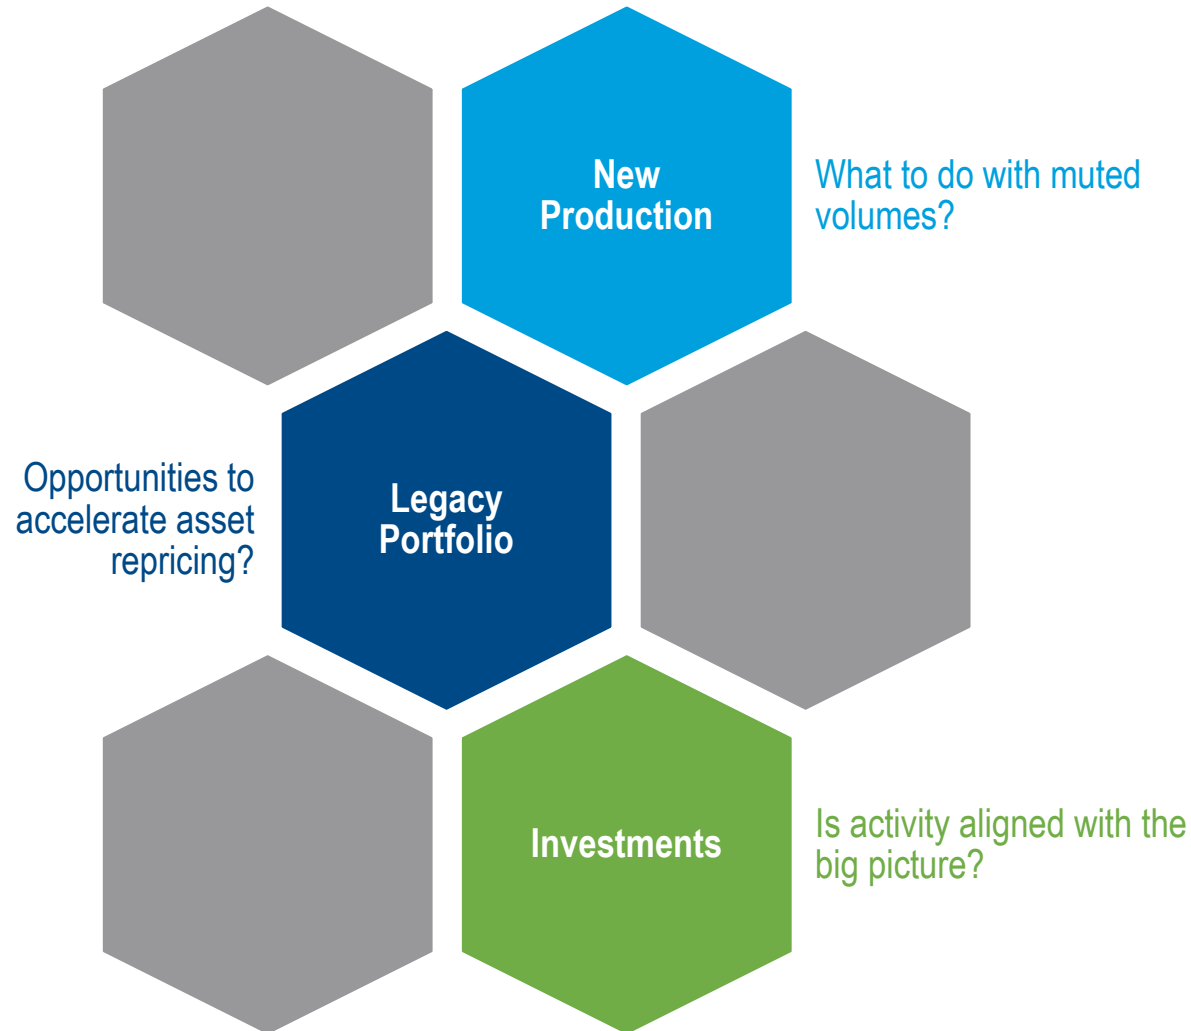 New
Production
What to do with muted
volumes?
Opportunities to
accelerate asset
repricing?
Legacy
Portfolio
Investments
Is activity aligned with the
big picture?